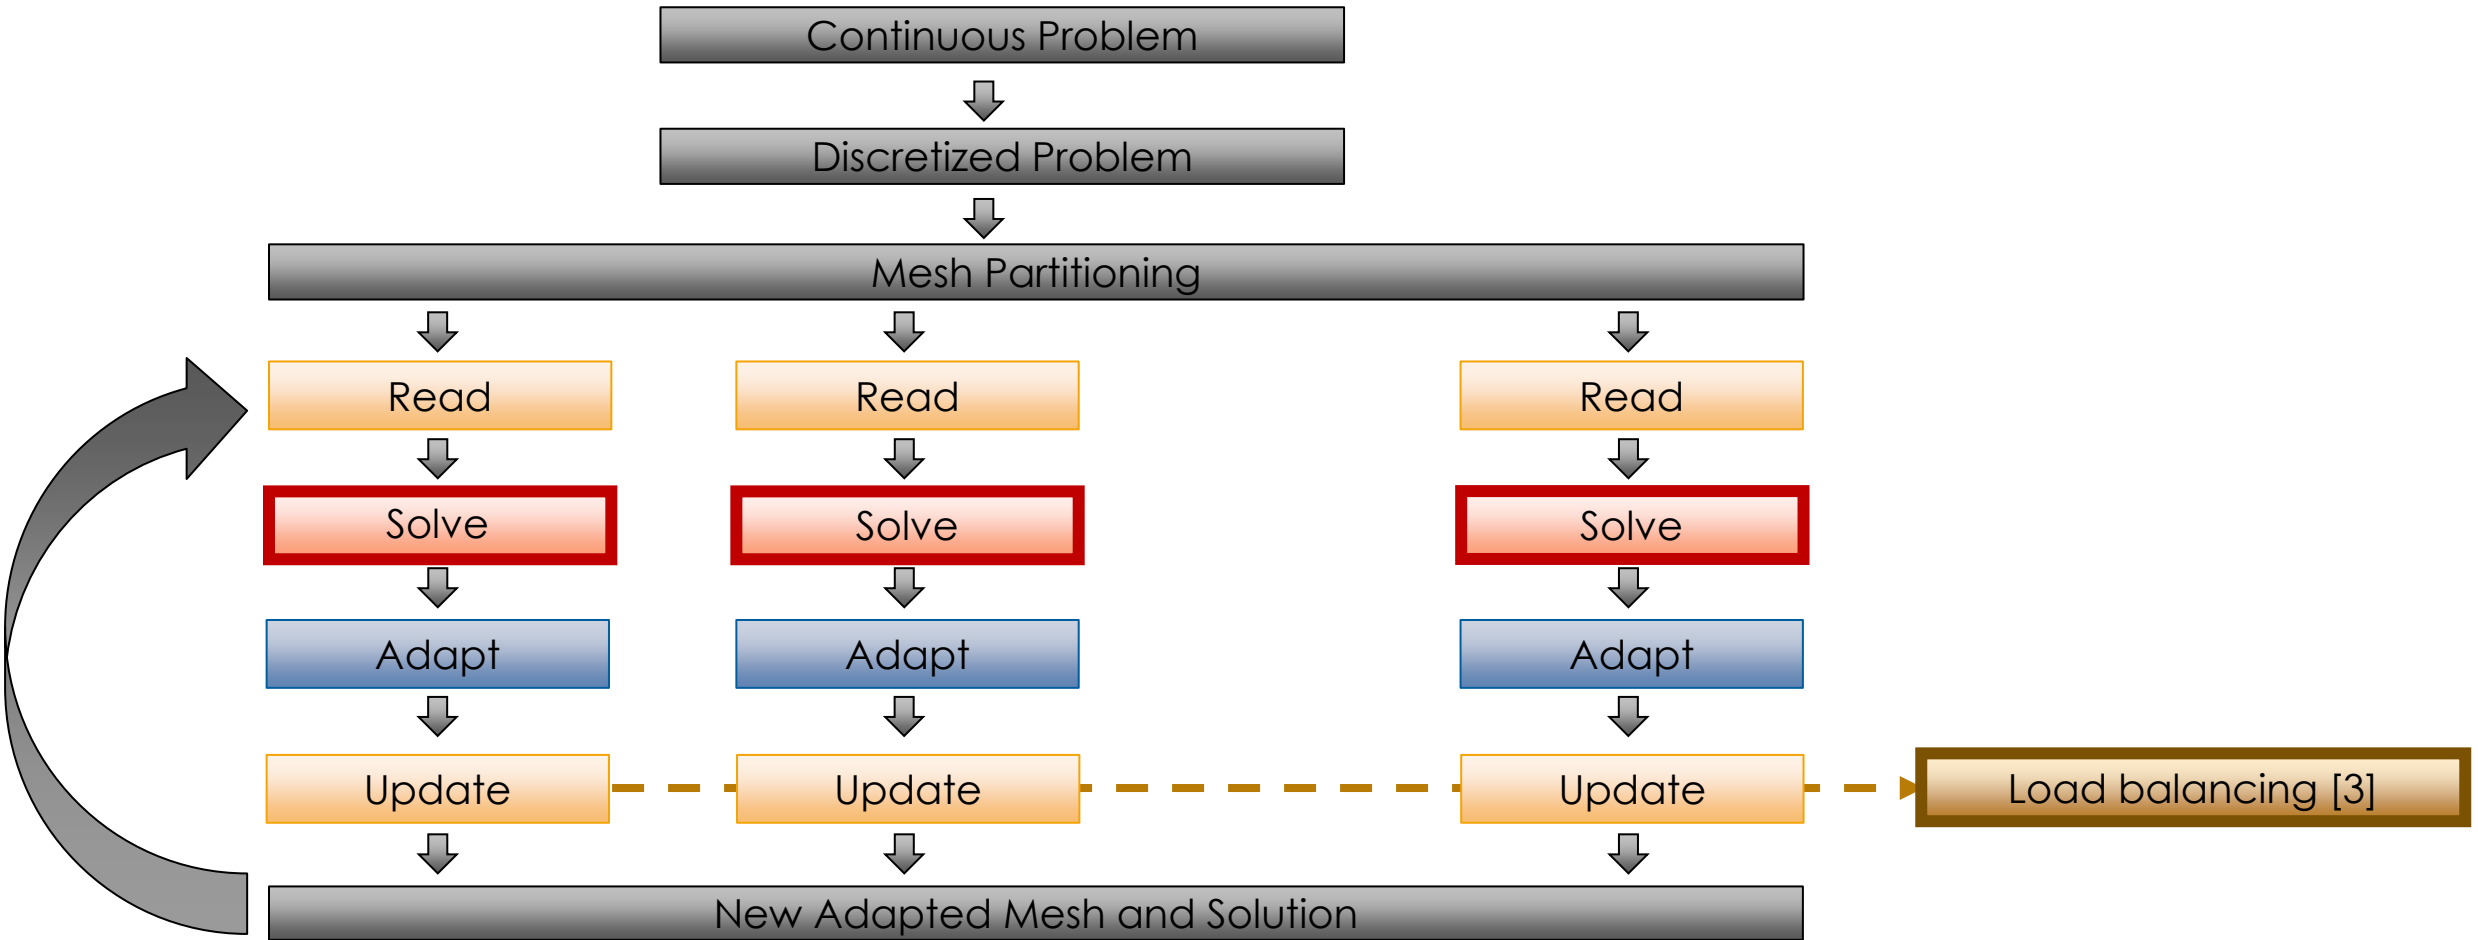 Continuous Problem
Discretized Problem
Mesh Partitioning
Read
Read
Read
Solve
Solve
Solve
Adapt
Adapt
Adapt
Update
Update
Update
Load balancing [3]
New Adapted Mesh and Solution